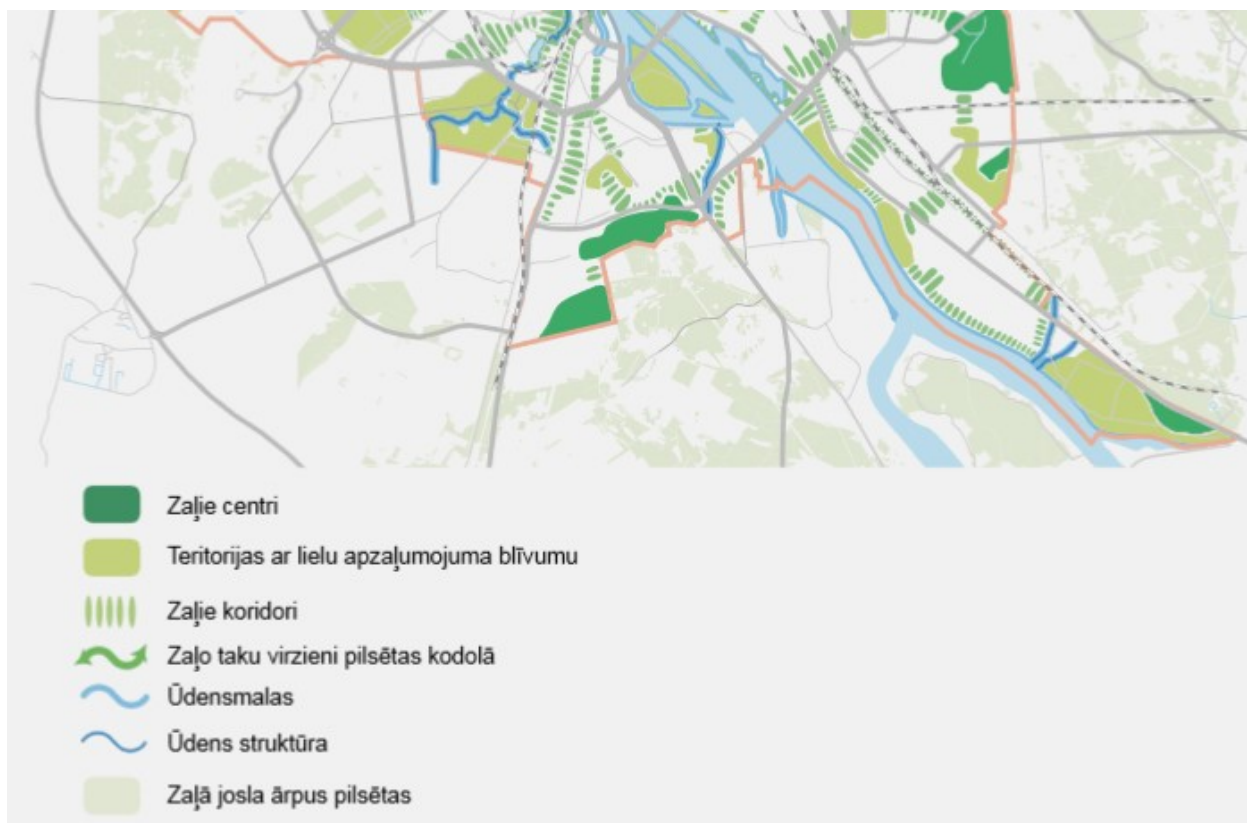 Zaļie centri
Teritorijas ar lielu apzaļumojuma blīvumu
Zaļie koridori
Zaļo taku virzieni pilsētas kodolā
Ūdensmalas
Ūdens struktūra
Zaļā josla ārpus pilsētas